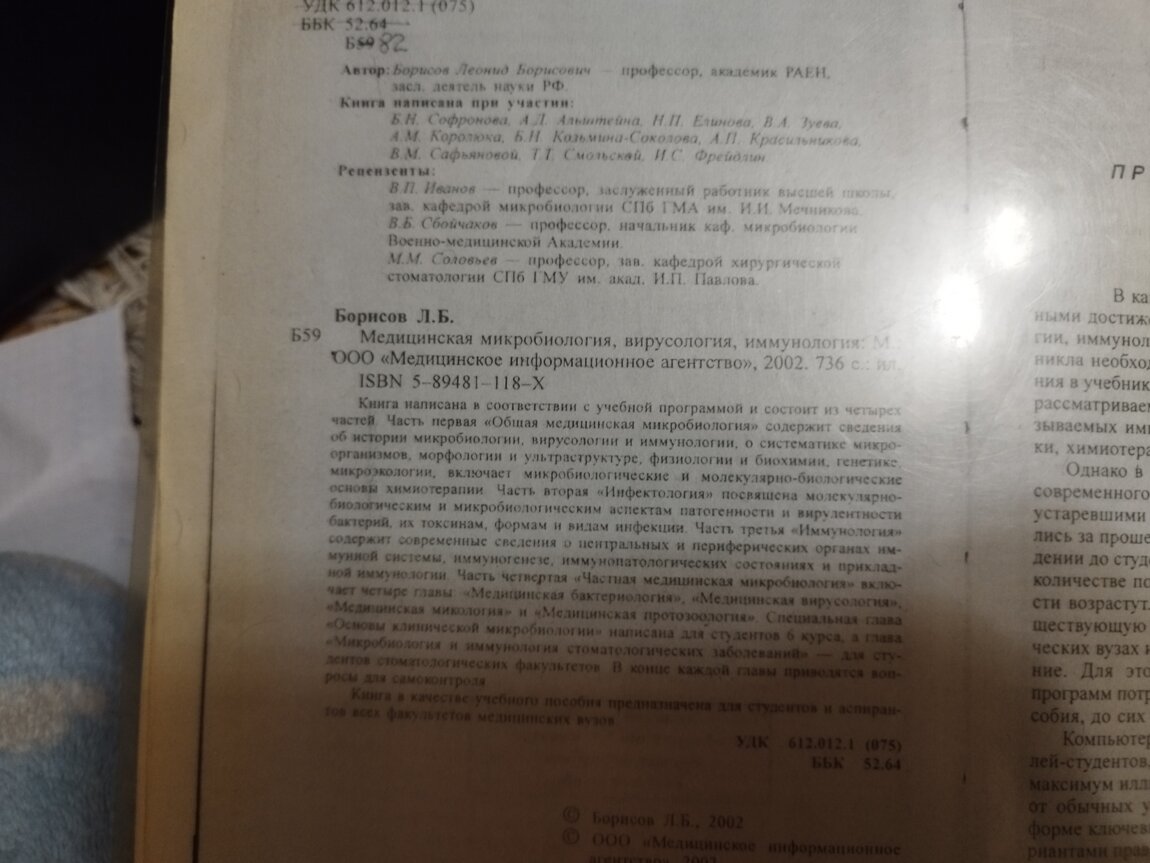 УДК 612.012.1 (075)
ББК 52.64
Б59 82
Автор: Борисов Леонид Борисович — профессор, академик РАЕН,
засл. деятель науки РФ.
Книга написана при участии:
Б.Н. Софронова, А.Д. Альштейна, Н.П. Елинова, В.А. Зуева,
А.М. Королюка, Б.И. Козьмина-Соколова, А.П. Красильникова,
В.М. Сафьяновой, Т.Т. Смольской, И.С. Фрейдлин
Рецензенты:
В.П. Иванов — профессор, заслуженный работник высшей школы,
зав. кафедрой микробиологии СПб ГМА им. И.И. Мечникова.
В.Б. Сбойчаков — профессор, начальник каф. микробиологии
Военно-медицинской Академии.
М.М. Соловьев — профессор, зав. кафедрой хирургической
стоматологии СПб ГМУ им. акад. И.П. Павлова.
Борисов Л.Б.
Б59 Медицинская микробиология, вирусология, иммунология: М.
ООО «Медицинское информационное агентство», 2002. 736 с.: ил.
ISBN 5–89481–118–X
Книга написана в соответствии с учебной программой и состоит из четырех
частей. Часть первая «Общая медицинская микробиология» содержит сведения
об истории микробиологии, вирусологии и иммунологии, о систематике микро-
организмов, морфологии и ультраструктуре, физиологии и биохимии, генетике,
микроэкологии, включает микробиологические и молекулярно-биологические
основы химиотерапии. Часть вторая «Инфектология» посвящена молекулярно-
биологическим и микробиологическим аспектам патогенности и вирулентности
бактерий, их токсинам, формам и видам инфекции. Часть третья «Иммунология»
содержит современные сведения о центральных и периферических органах им-
мунной системы, иммуногенезе, иммунопатологических состояниях и приклад-
ной иммунологии. Часть четвертая «Частная медицинская микробиология» вклю-
чает четыре главы: «Медицинская бактериология», «Медицинская вирусология»,
«Медицинская микология» и «Медицинская протозоология». Специальная глава
«Основы клинической микробиологии» написана для студентов 6 курса, а глава
«Микробиология и иммунология стоматологических заболеваний» — для сту-
дентов стоматологических факультетов. В конце каждой главы приводятся воп-
росы для самоконтроля
Книга в качестве учебного пособия предназначена для студентов и аспиран-
тов всех факультетов медицинских вузов
УДК 612.012.1 (075)
ББК 52.64
© Борисов Л.Б., 2002
© ООО «Медицинское информационное
агентство», 2002
ПР
В ка
ными достиже
гии, иммунол
никла необход
ния в учебник
рассматриваем
зываемых им
ки, химиотера
Однако в
современного
устаревшими
лись за проше
дении до студ
количестве по
сти возрастут.
ществующую
ческих вузах и
ние. Для это
программ потр
собия, до сих
Компьютер
лей-студентов.
максимум илл
от обычных у
форме ключев
риантами прав